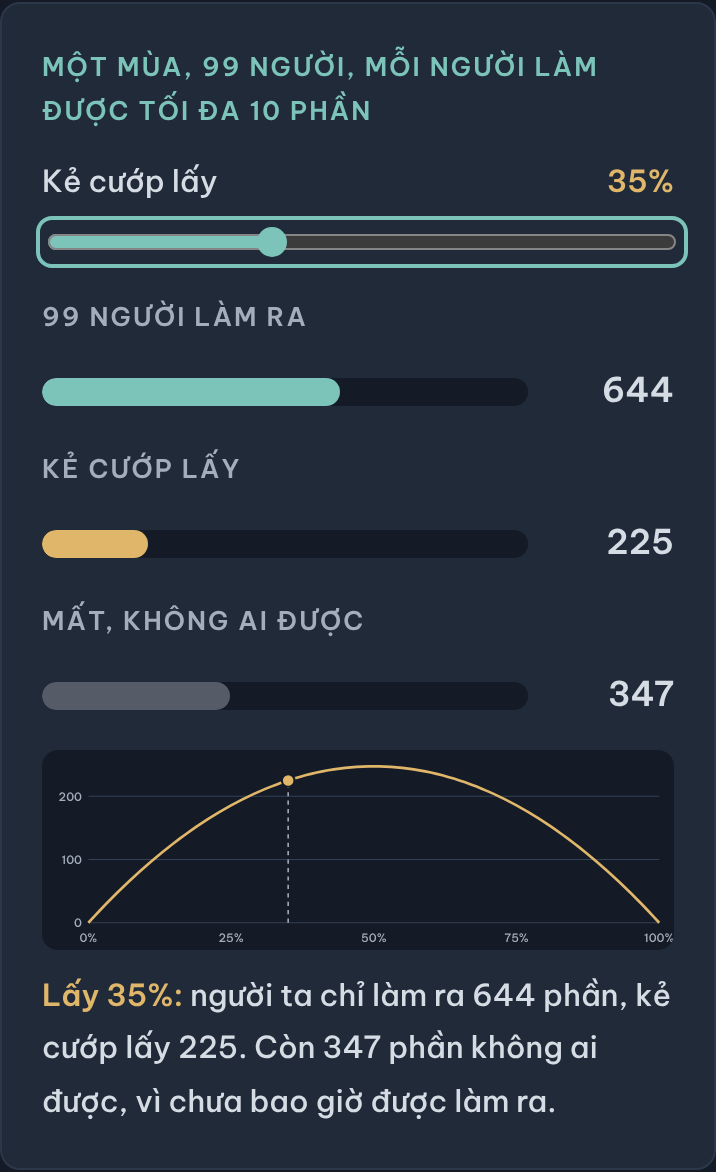 MỘT MÙA, 99 NGƯỜI, MỖI NGƯỜI LÀM
ĐƯỢC TỐI ĐA 10 PHẦN
Kẻ cướp lấy 35%
99 NGƯỜI LÀM RA
644
KẺ CƯỚP LẤY
225
MẤT, KHÔNG AI ĐƯỢC
347
200
100
0
0% 25% 50% 75% 100%
Lấy 35%: người ta chỉ làm ra 644 phần, kẻ
cướp lấy 225. Còn 347 phần không ai
được, vì chưa bao giờ được làm ra.